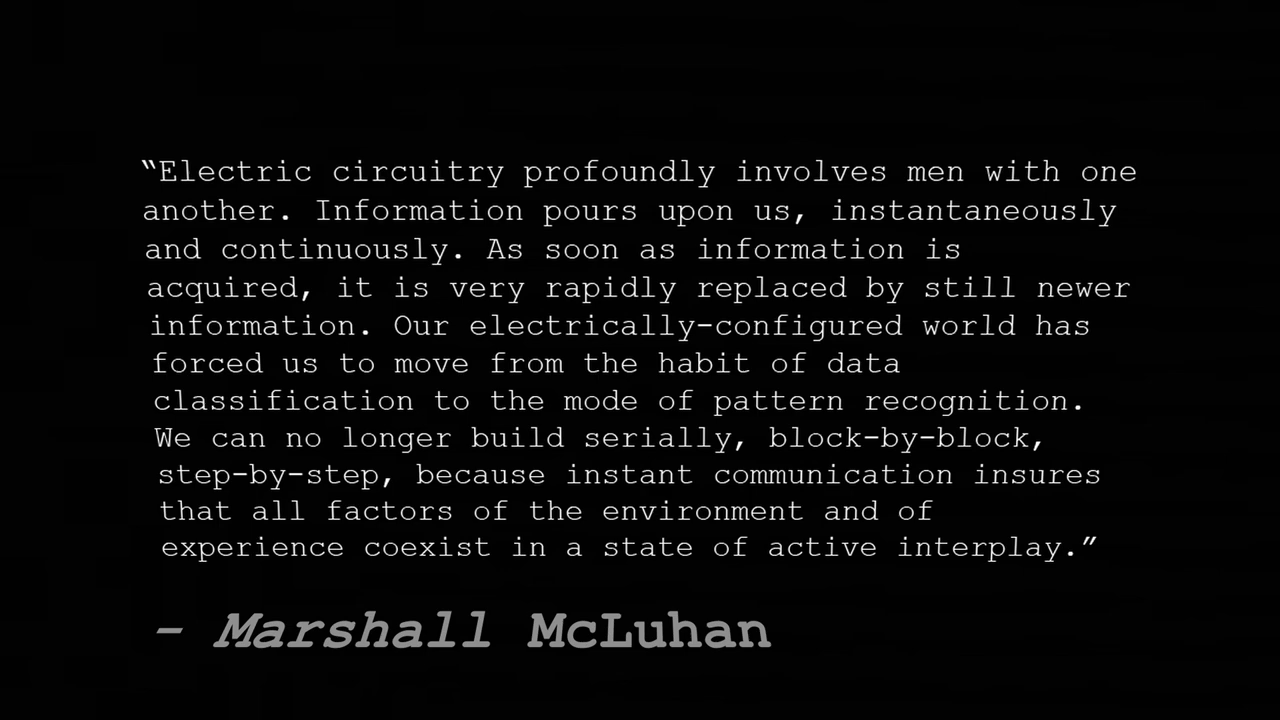 “Electric circuitry profoundly involves men with one
another. Information pours upon us, instantaneously
and continuously. As soon as information is
acquired, it is very rapidly replaced by still newer
information. Our electrically-configured world has
forced us to move from the habit of data
classification to the mode of pattern recognition.
We can no longer build serially, block-by-block,
step-by-step, because instant communication insures
that all factors of the environment and of
experience coexist in a state of active interplay.”
- Marshall McLuhan